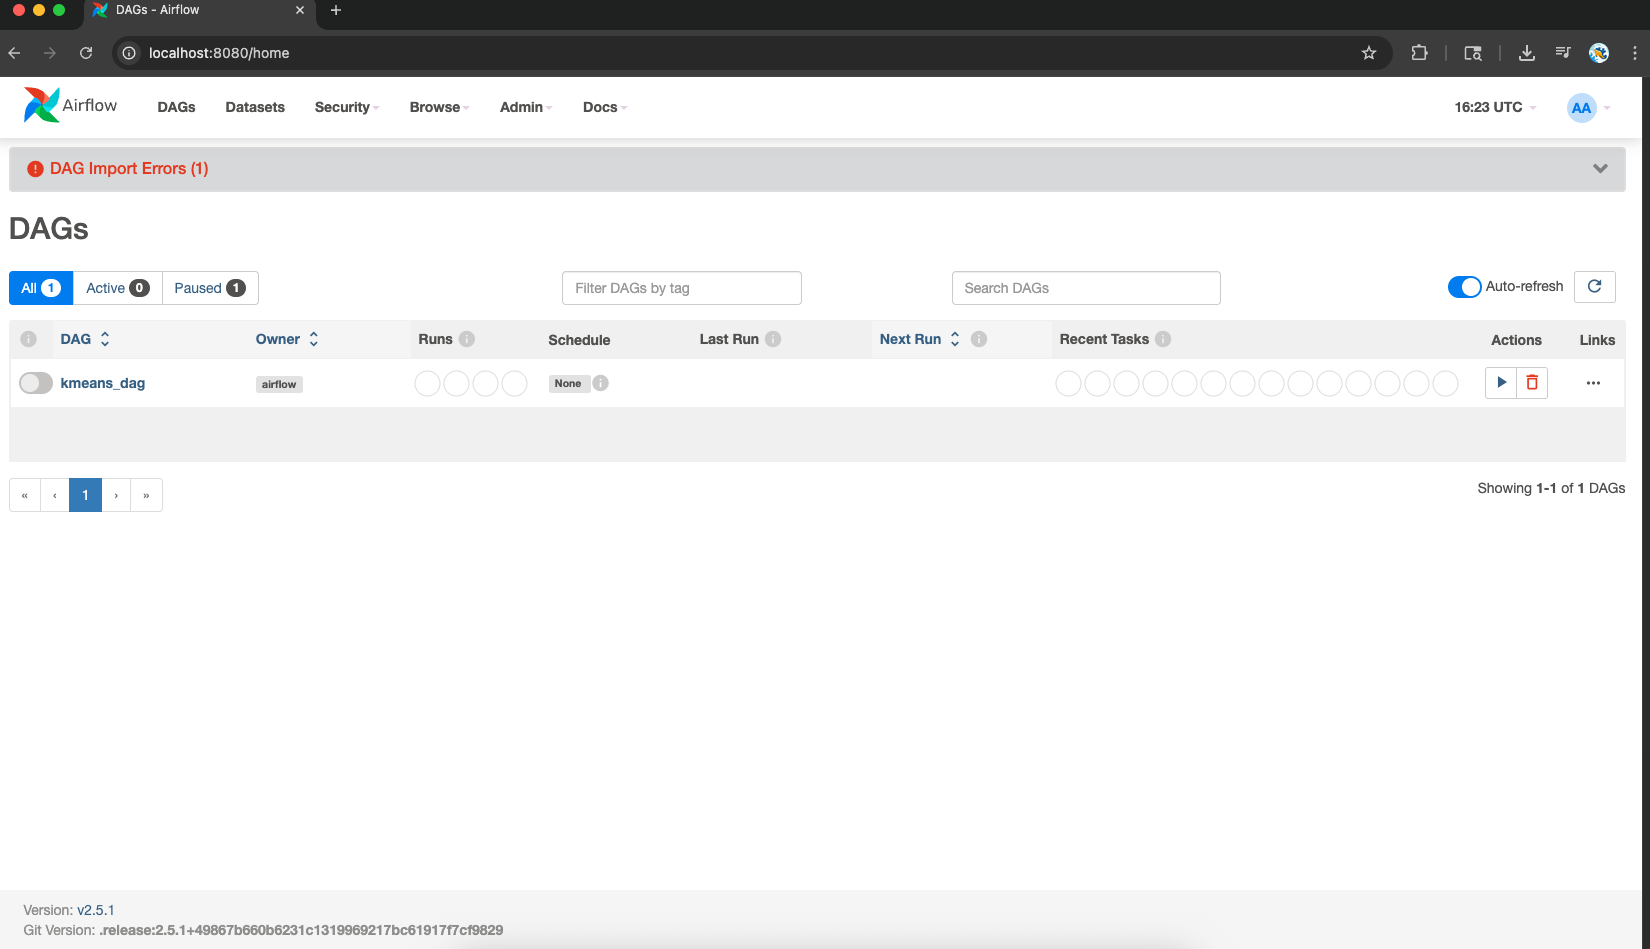 DAGs - Airflow
localhost:8080/home
Airflow DAGs Datasets Security Browse Admin Docs 16:23 UTC AA
DAG Import Errors (1)
DAGs
All 1 Active 0 Paused 1 Filter DAGs by tag Search DAGs Auto-refresh
DAG Owner Runs Schedule Last Run Next Run Recent Tasks Actions Links
kmeans_dag airflow None
« ‹ 1 › » Showing 1-1 of 1 DAGs
Version: v2.5.1
Git Version: .release:2.5.1+49867b660b6231c1319969217bc61917f7cf9829